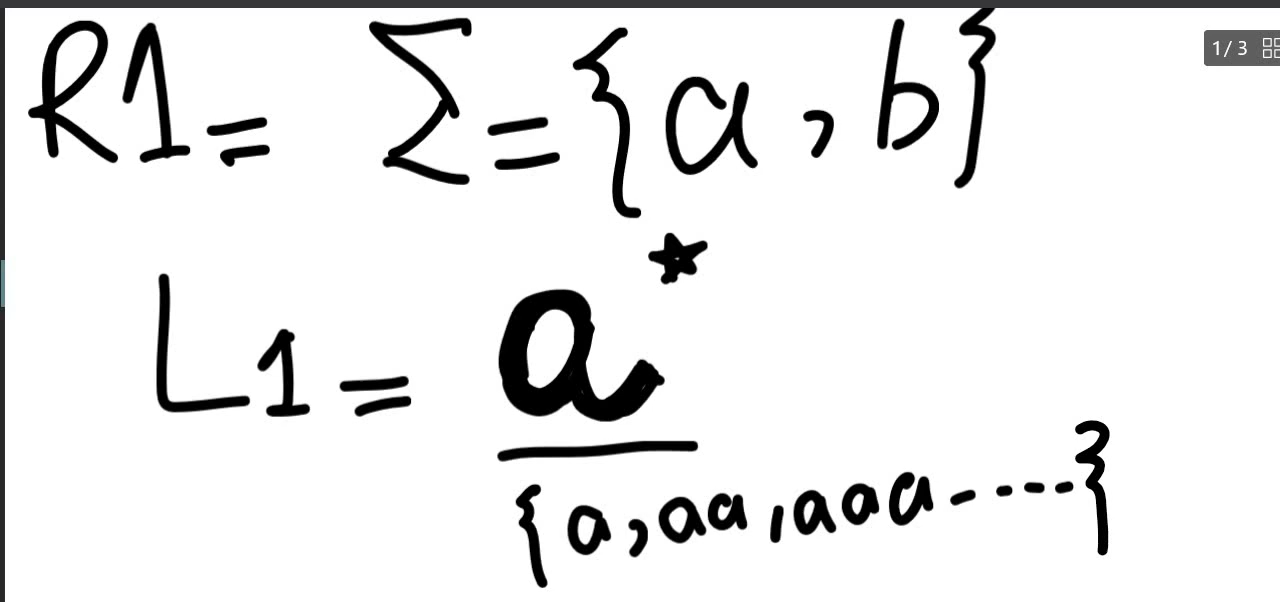 R1= Σ={a,b}
1/3
L1= a*
{a,aa,aaa-----}